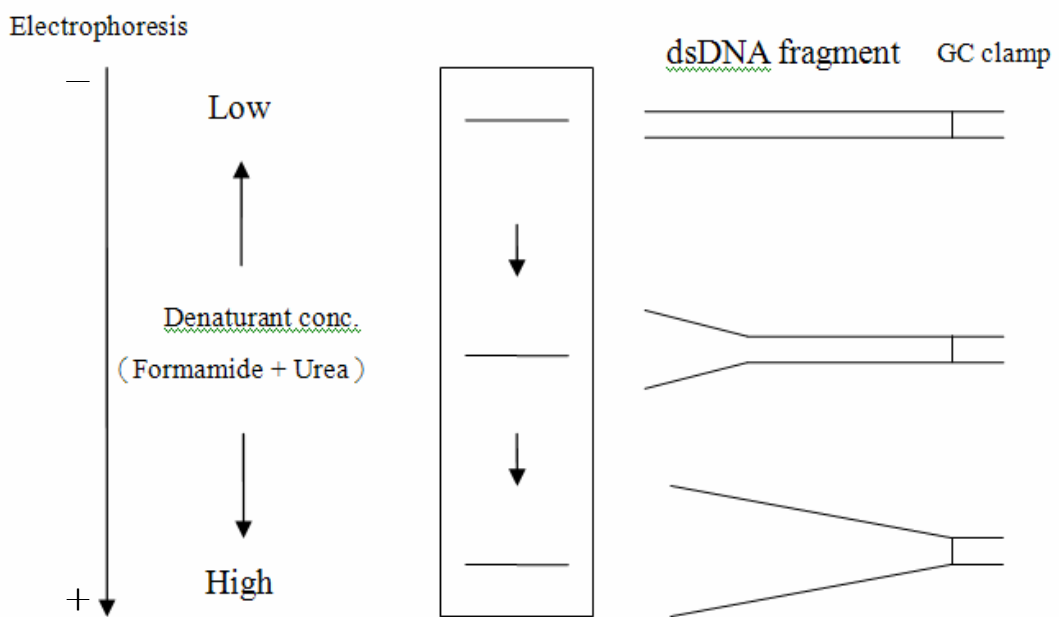 Electrophoresis
dsDNA fragment
GC clamp
−
Low
Denaturant conc.
（Formamide + Urea）
High
+